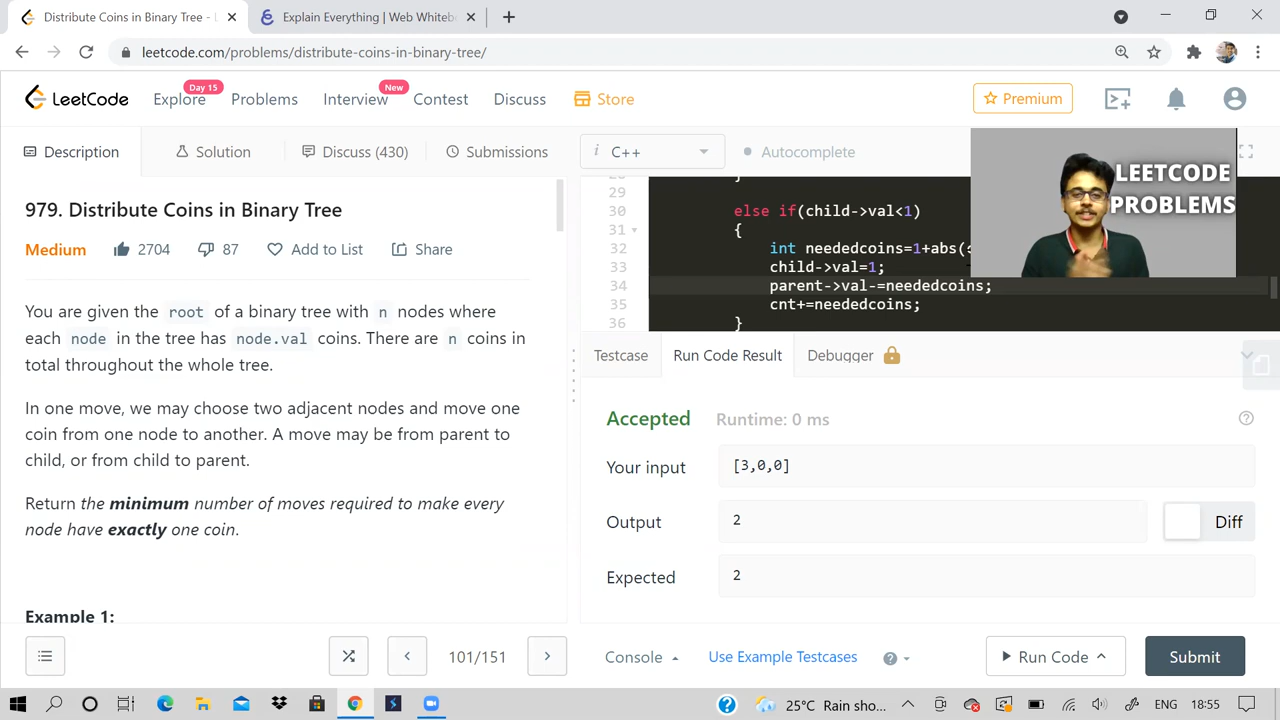 Distribute Coins in Binary Tree - L
Explain Everything | Web Whitebo
leetcode.com/problems/distribute-coins-in-binary-tree/
LeetCode
Explore
Day 15
Problems
Interview
New
Contest
Discuss
Store
Premium
Description
Solution
Discuss (430)
Submissions
C++
Autocomplete
979. Distribute Coins in Binary Tree
Medium
2704
87
Add to List
Share
You are given the root of a binary tree with n nodes where
each node in the tree has node.val coins. There are n coins in
total throughout the whole tree.
In one move, we may choose two adjacent nodes and move one
coin from one node to another. A move may be from parent to
child, or from child to parent.
Return the minimum number of moves required to make every
node have exactly one coin.
Example 1:
LEETCODE
PROBLEMS
28 }
29
30 else if(child->val<1)
31 {
32 int neededcoins=1+abs(
33 child->val=1;
34 parent->val-=neededcoins;
35 cnt+=neededcoins;
36 }
Testcase
Run Code Result
Debugger
Accepted
Runtime: 0 ms
Your input
[3,0,0]
Output
2
Diff
Expected
2
101/151
Console
Use Example Testcases
Run Code
Submit
25°C Rain sho...
ENG
18:55